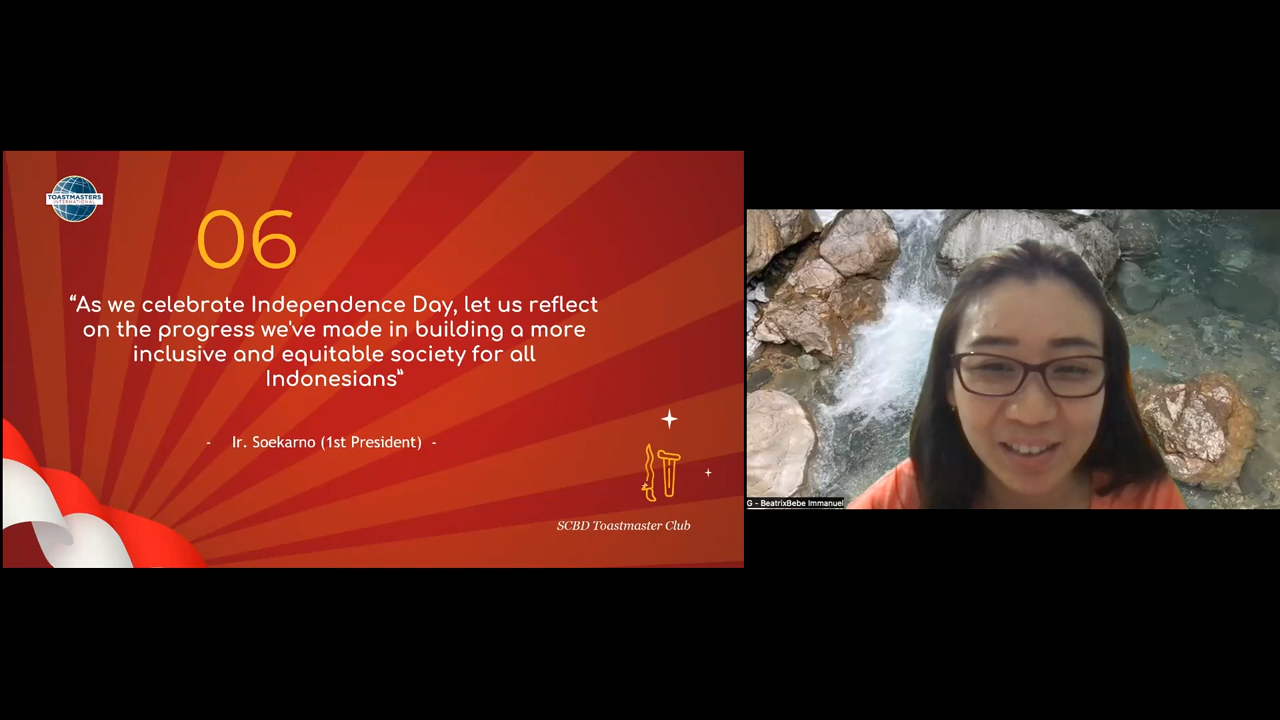 TOASTMASTERS
INTERNATIONAL
06
“As we celebrate Independence Day, let us reflect
on the progress we've made in building a more
inclusive and equitable society for all
Indonesians”
- Ir. Soekarno (1st President) -
SCBD Toastmaster Club
G - BeatrixBebe Immanuel